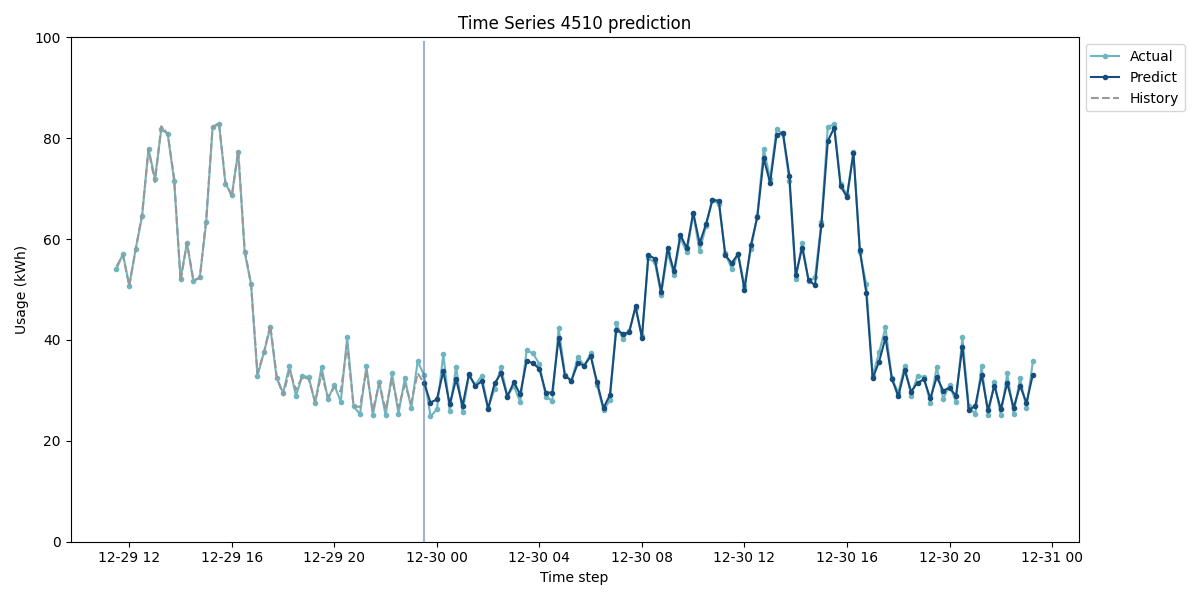 Time Series 4510 prediction
Usage (kWh)
100
80
60
40
20
0
12-29 12
12-29 16
12-29 20
12-30 00
12-30 04
12-30 08
12-30 12
12-30 16
12-30 20
12-31 00
Time step
Actual
Predict
History